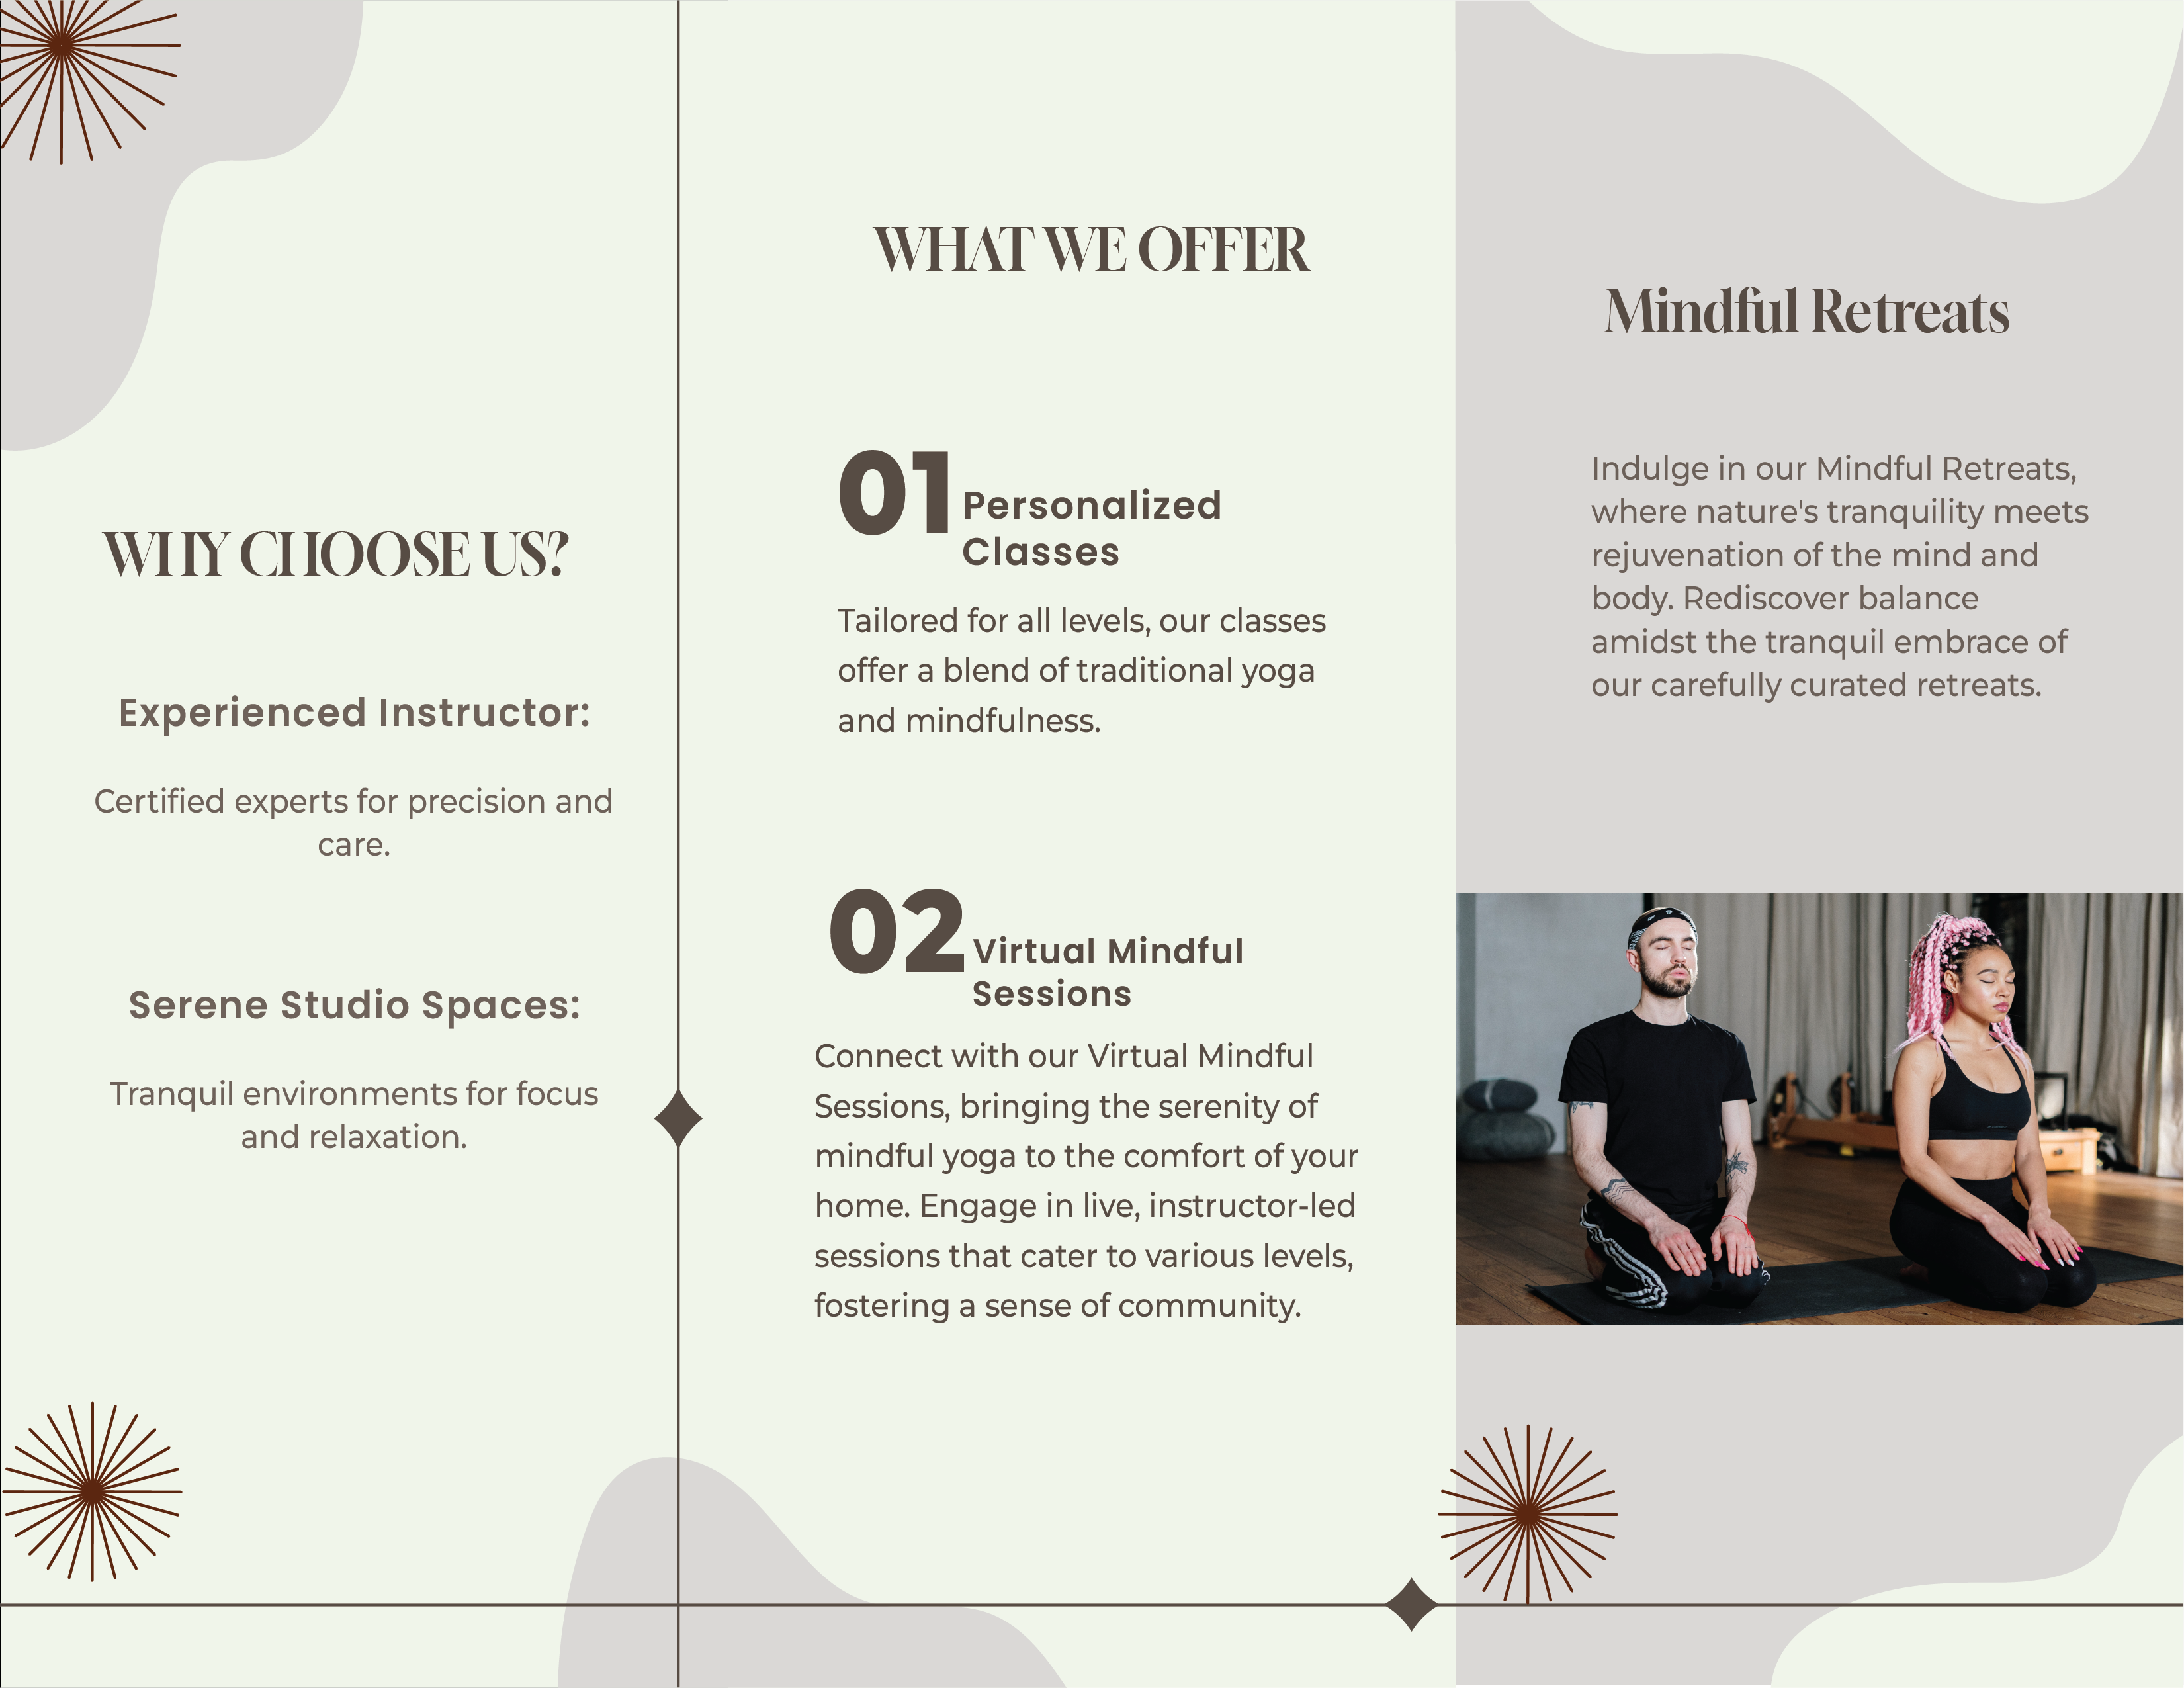 WHY CHOOSE US?
Experienced Instructor:
Certified experts for precision and
care.
Serene Studio Spaces:
Tranquil environments for focus
and relaxation.
WHAT WE OFFER
01 Personalized
Classes
Tailored for all levels, our classes
offer a blend of traditional yoga
and mindfulness.
02 Virtual Mindful
Sessions
Connect with our Virtual Mindful
Sessions, bringing the serenity of
mindful yoga to the comfort of your
home. Engage in live, instructor-led
sessions that cater to various levels,
fostering a sense of community.
Mindful Retreats
Indulge in our Mindful Retreats,
where nature's tranquility meets
rejuvenation of the mind and
body. Rediscover balance
amidst the tranquil embrace of
our carefully curated retreats.